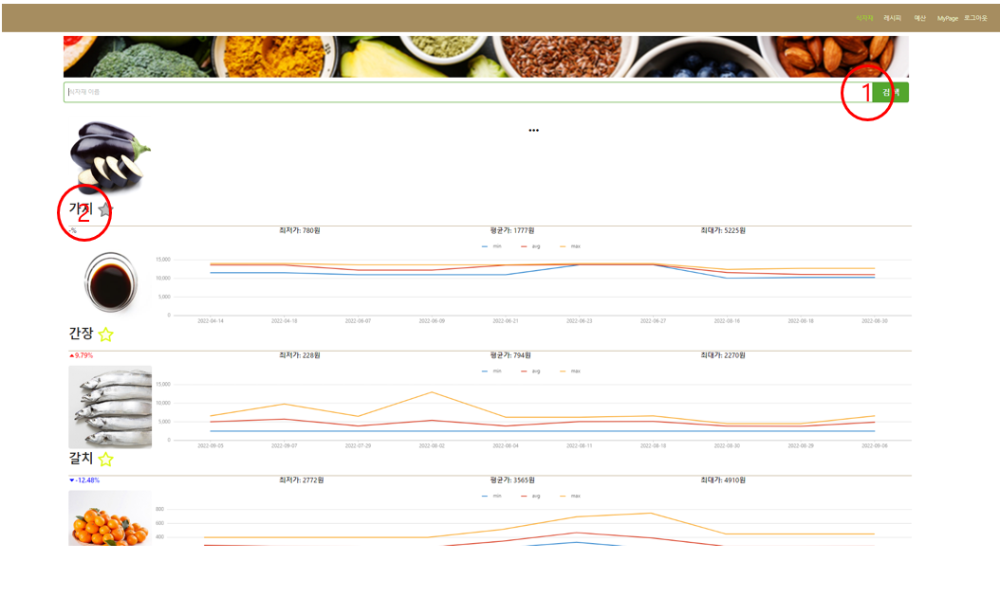 식자재 레시피 예산 MyPage 로그아웃
식자재 이름
1
검색
•••
가지
2
-% 최저가: 780원 평균가: 1777원 최대가: 5225원
min avg max
15,000
10,000
5,000
0
2022-04-14 2022-04-18 2022-06-07 2022-06-09 2022-06-21 2022-06-23 2022-06-27 2022-08-16 2022-08-18 2022-08-30
간장
▲9.79% 최저가: 228원 평균가: 794원 최대가: 2270원
min avg max
15,000
10,000
5,000
0
2022-09-05 2022-09-07 2022-07-29 2022-08-02 2022-08-04 2022-08-11 2022-08-18 2022-08-30 2022-08-29 2022-09-06
갈치
▼-12.48% 최저가: 2772원 평균가: 3565원 최대가: 4910원
min avg max
800
600
400